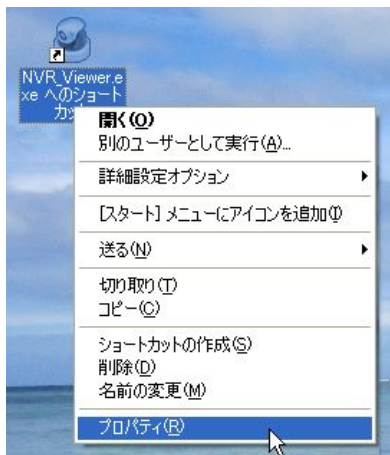 NVR_Viewer.e
xe へのショート
カッ
開く(O)
別のユーザーとして実行(A)...
詳細設定オプション
[スタート] メニューにアイコンを追加(I)
送る(N)
切り取り(T)
コピー(C)
ショートカットの作成(S)
削除(D)
名前の変更(M)
プロパティ(R)